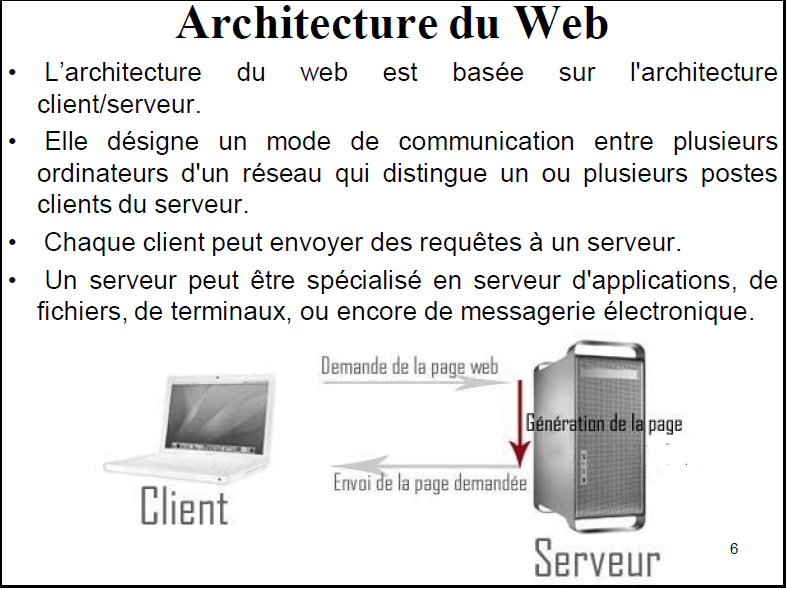 Architecture du Web
• L’architecture du web est basée sur l'architecture
client/serveur.
• Elle désigne un mode de communication entre plusieurs
ordinateurs d'un réseau qui distingue un ou plusieurs postes
clients du serveur.
• Chaque client peut envoyer des requêtes à un serveur.
• Un serveur peut être spécialisé en serveur d'applications, de
fichiers, de terminaux, ou encore de messagerie électronique.
Demande de la page web
Génération de la page
Envoi de la page demandée
Client
Serveur
6